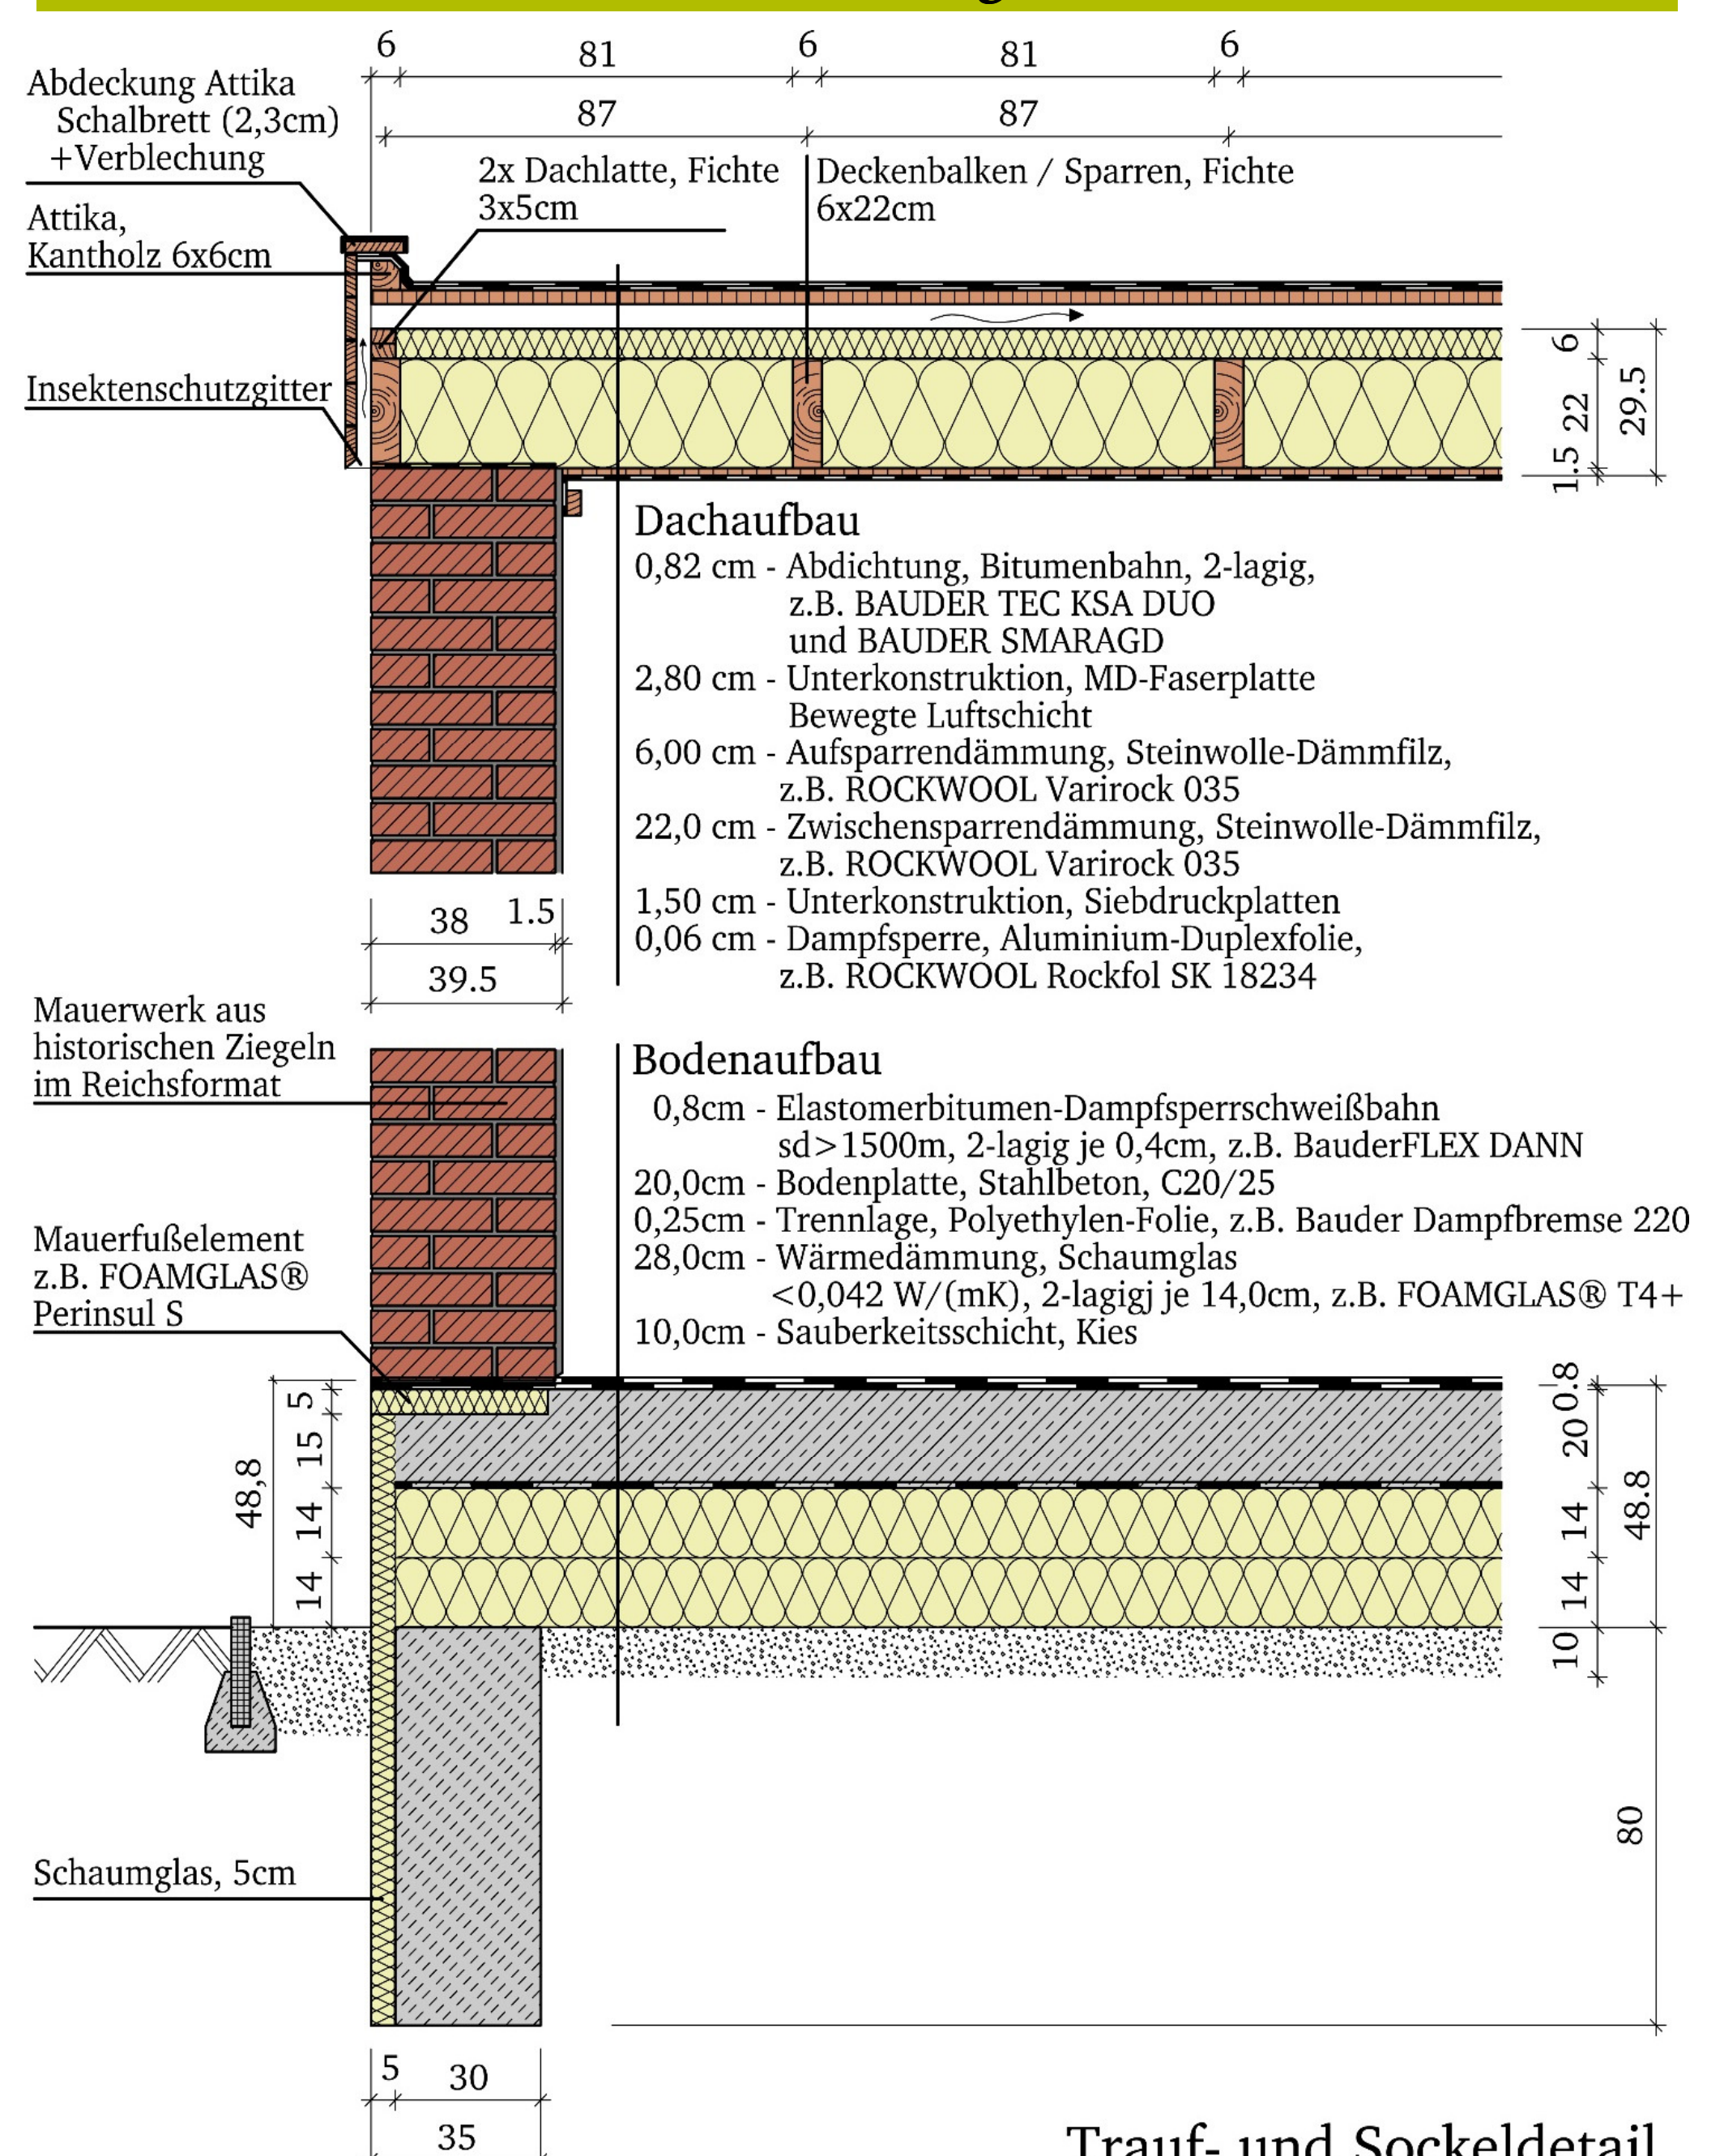 6 81 6 81 6
87 87
Abdeckung Attika
Schalbrett (2,3cm)
+Verblechung
2x Dachlatte, Fichte
3x5cm
Deckenbalken / Sparren, Fichte
6x22cm
Attika,
Kantholz 6x6cm
Insektenschutzgitter
6
22
1.5
29.5
Dachaufbau
0,82 cm - Abdichtung, Bitumenbahn, 2-lagig,
z.B. BAUDER TEC KSA DUO
und BAUDER SMARAGD
2,80 cm - Unterkonstruktion, MD-Faserplatte
Bewegte Luftschicht
6,00 cm - Aufsparrendämmung, Steinwolle-Dämmfilz,
z.B. ROCKWOOL Varirock 035
22,0 cm - Zwischensparrendämmung, Steinwolle-Dämmfilz,
z.B. ROCKWOOL Varirock 035
1,50 cm - Unterkonstruktion, Siebdruckplatten
0,06 cm - Dampfsperre, Aluminium-Duplexfolie,
z.B. ROCKWOOL Rockfol SK 18234
38 1.5
39.5
Mauerwerk aus
historischen Ziegeln
im Reichsformat
Bodenaufbau
0,8cm - Elastomerbitumen-Dampfsperrschweißbahn
sd>1500m, 2-lagig je 0,4cm, z.B. BauderFLEX DANN
20,0cm - Bodenplatte, Stahlbeton, C20/25
0,25cm - Trennlage, Polyethylen-Folie, z.B. Bauder Dampfbremse 220
28,0cm - Wärmedämmung, Schaumglas
<0,042 W/(mK), 2-lagigj je 14,0cm, z.B. FOAMGLAS® T4+
10,0cm - Sauberkeitsschicht, Kies
Mauerfußelement
z.B. FOAMGLAS®
Perinsul S
5
15
14
14
48,8
0.8
20
14
14
10
48.8
80
Schaumglas, 5cm
5 30
35
Trauf- und Sockeldetail